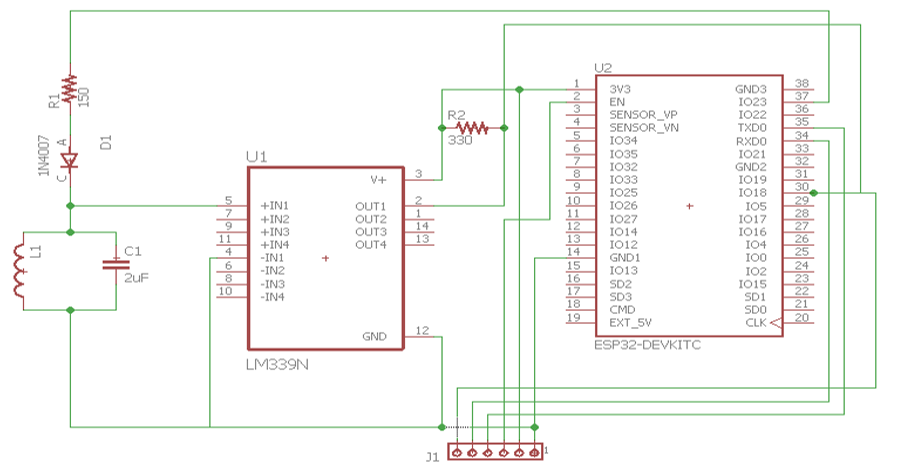 R1
150
1N4007
A
C
D1
L1
C1
2uF
U1
5 +IN1
7 +IN2
9 +IN3
11 +IN4
4 -IN1
6 -IN2
8 -IN3
10 -IN4
V+ 3
OUT1 2
OUT2 1
OUT3 14
OUT4 13
GND 12
LM339N
R2
330
U2
1 3V3 GND3 38
2 EN IO23 37
3 SENSOR_VP IO22 36
4 SENSOR_VN TXD0 35
5 IO34 RXD0 34
6 IO35 IO21 33
7 IO32 GND2 32
8 IO33 IO19 31
9 IO25 IO18 30
10 IO26 IO5 29
11 IO27 IO17 28
12 IO14 IO16 27
13 IO12 IO4 26
14 GND1 IO0 25
15 IO13 IO2 24
16 SD2 IO15 23
17 SD3 SD1 22
18 CMD SD0 21
19 EXT_5V CLK 20
ESP32-DEVKITC
J1
1